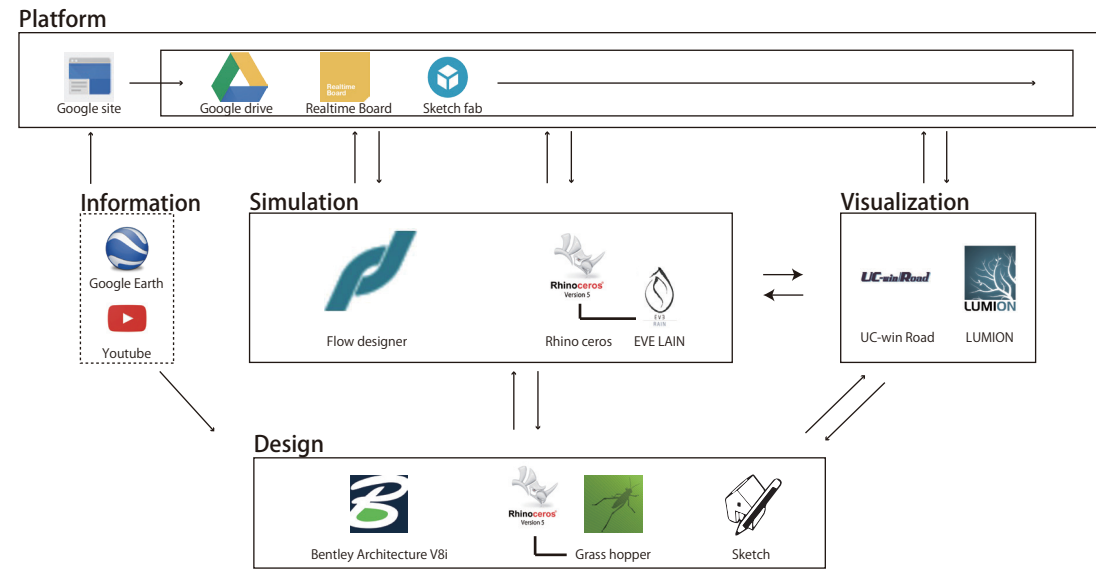 Platform
Realtime
Board
Google site
Google drive
Realtime Board
Sketch fab
Information
Simulation
Visualization
Google Earth
Youtube
Rhinoceros®
Version 5
EVE
RAIN
Flow designer
Rhino ceros
EVE LAIN
UC-win/Road
LUMION
UC-win Road
LUMION
Design
Rhinoceros®
Version 5
Bentley Architecture V8i
Grass hopper
Sketch